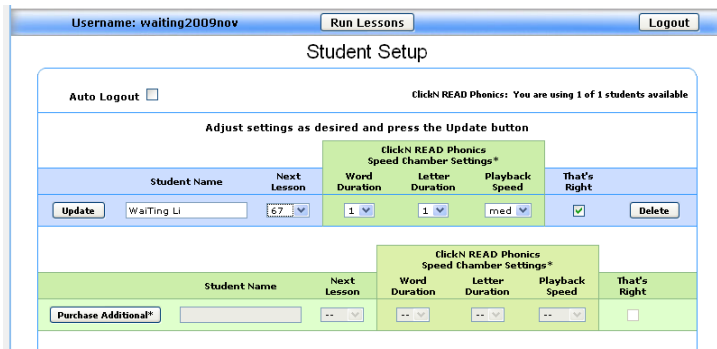 Username: waiting2009nov Run Lessons Logout
Student Setup
Auto Logout ClickN READ Phonics: You are using 1 of 1 students available
Adjust settings as desired and press the Update button
ClickN READ Phonics
Speed Chamber Settings*
Student Name Next Lesson Word Duration Letter Duration Playback Speed That's Right
Update WaiTing Li 67 1 1 med Delete
ClickN READ Phonics
Speed Chamber Settings*
Student Name Next Lesson Word Duration Letter Duration Playback Speed That's Right
Purchase Additional* -- -- -- --